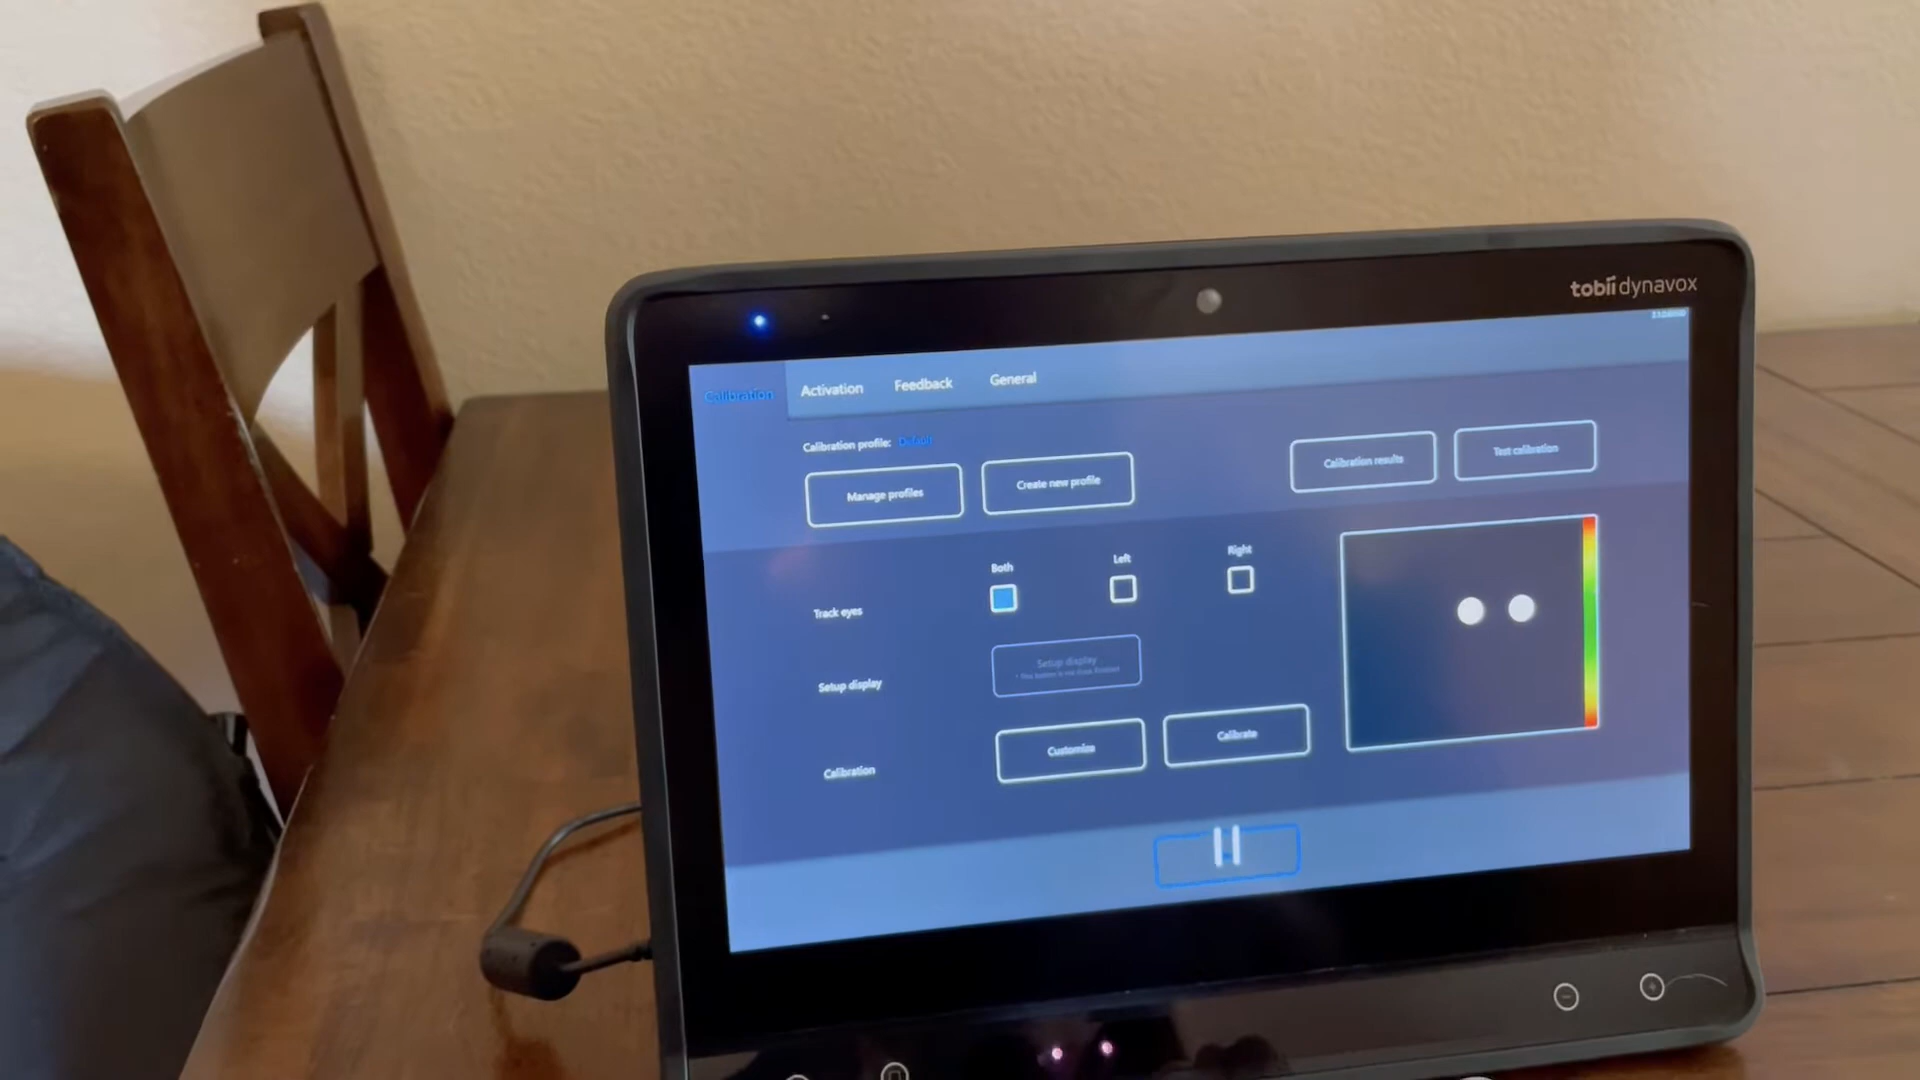 tobii dynavox
Calibration Activation Feedback General
Calibration profile: Default
Manage profiles Create new profile Calibration results Test calibration
Both Left Right
Track eyes
Setup display
Setup display
Customize Calibrate
Calibration